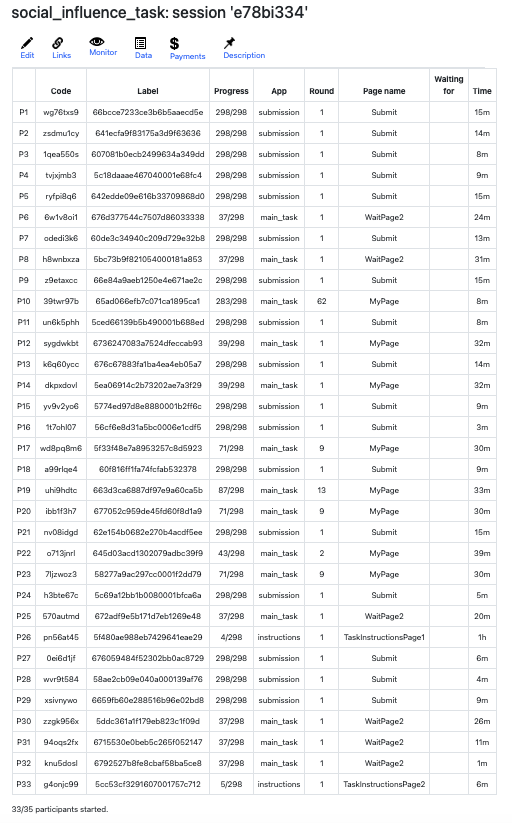 social_influence_task: session 'e78bi334'
Edit Links Monitor Data Payments Description
Code Label Progress App Round Page name Waiting for Time
P1 wg76txs9 66bcce7233ce3b6b5aaecd5e 298/298 submission 1 Submit 15m
P2 zsdmu1cy 641ecfa9f83175a3d9f63636 298/298 submission 1 Submit 14m
P3 1qea550s 607081b0ecb2499634a349dd 298/298 submission 1 Submit 8m
P4 tvjxjmb3 5c18daaae467040001e68fc4 298/298 submission 1 Submit 9m
P5 ryfpi8q6 642edde09e616b33709868d0 298/298 submission 1 Submit 15m
P6 6w1v8oi1 676d377544c7507d86033338 37/298 main_task 1 WaitPage2 24m
P7 odedi3k6 60de3c34940c209d729e32b8 298/298 submission 1 Submit 13m
P8 h8wnbxza 5bc73b9f821054000181a853 37/298 main_task 1 WaitPage2 31m
P9 z9etaxcc 66e84a9aeb1250e4e671ae2c 298/298 submission 1 Submit 15m
P10 39twr97b 65ad066efb7c071ca1895ca1 283/298 main_task 62 MyPage 8m
P11 un6k5phh 5ced66139b5b490001b688ed 298/298 submission 1 Submit 8m
P12 sygdwkbt 6736247083a7524dfeccab93 39/298 main_task 1 MyPage 32m
P13 k6q60ycc 676c67883fa1ba4ea4eb05a7 298/298 submission 1 Submit 14m
P14 dkpxdovl 5ea06914c2b73202ae7a3f29 39/298 main_task 1 MyPage 32m
P15 yv9v2yo6 5774ed97d8e8880001b2ff6c 298/298 submission 1 Submit 9m
P16 1t7ohl07 56cf6e8d31a5bc0006e1cdf5 298/298 submission 1 Submit 3m
P17 wd8pq8m6 5f33f48e7a8953257c8d5923 71/298 main_task 9 MyPage 30m
P18 a99rlqe4 60f816ff1fa74fcfab532378 298/298 submission 1 Submit 9m
P19 uhi9hdtc 663d3ca6887df97e9a60ca5b 87/298 main_task 13 MyPage 33m
P20 ibb1f3h7 677052c959de45fd60f8d1a9 71/298 main_task 9 MyPage 30m
P21 nv08idgd 62e154b0682e270b4acdf5ee 298/298 submission 1 Submit 15m
P22 o713jnrl 645d03acd1302079adbc39f9 43/298 main_task 2 MyPage 39m
P23 7ljzwoz3 58277a9ac297cc0001f2dd79 71/298 main_task 9 MyPage 30m
P24 h3bte67c 5c69a12bb1b0080001bfca6a 298/298 submission 1 Submit 5m
P25 570autmd 672adf9e5b171d7eb1269e48 37/298 main_task 1 WaitPage2 20m
P26 pn56at45 5f480ae988eb7429641eae29 4/298 instructions 1 TaskInstructionsPage1 1h
P27 0ei6d1jf 676059484f52302bb0ac8729 298/298 submission 1 Submit 6m
P28 wvr9t584 58ae2cb09e040a000139af76 298/298 submission 1 Submit 4m
P29 xsivnywo 6659fb60e288516b96e02bd8 298/298 submission 1 Submit 9m
P30 zzgk956x 5ddc361a1f179eb823c1f09d 37/298 main_task 1 WaitPage2 26m
P31 94oqs2fx 6715530e0beb5c265f052147 37/298 main_task 1 WaitPage2 11m
P32 knu5dosl 6792527b8fe8cbaf58ba5ce8 37/298 main_task 1 WaitPage2 1m
P33 g4onjc99 5cc53cf3291607001757c712 5/298 instructions 1 TaskInstructionsPage2 6m
33/35 participants started.